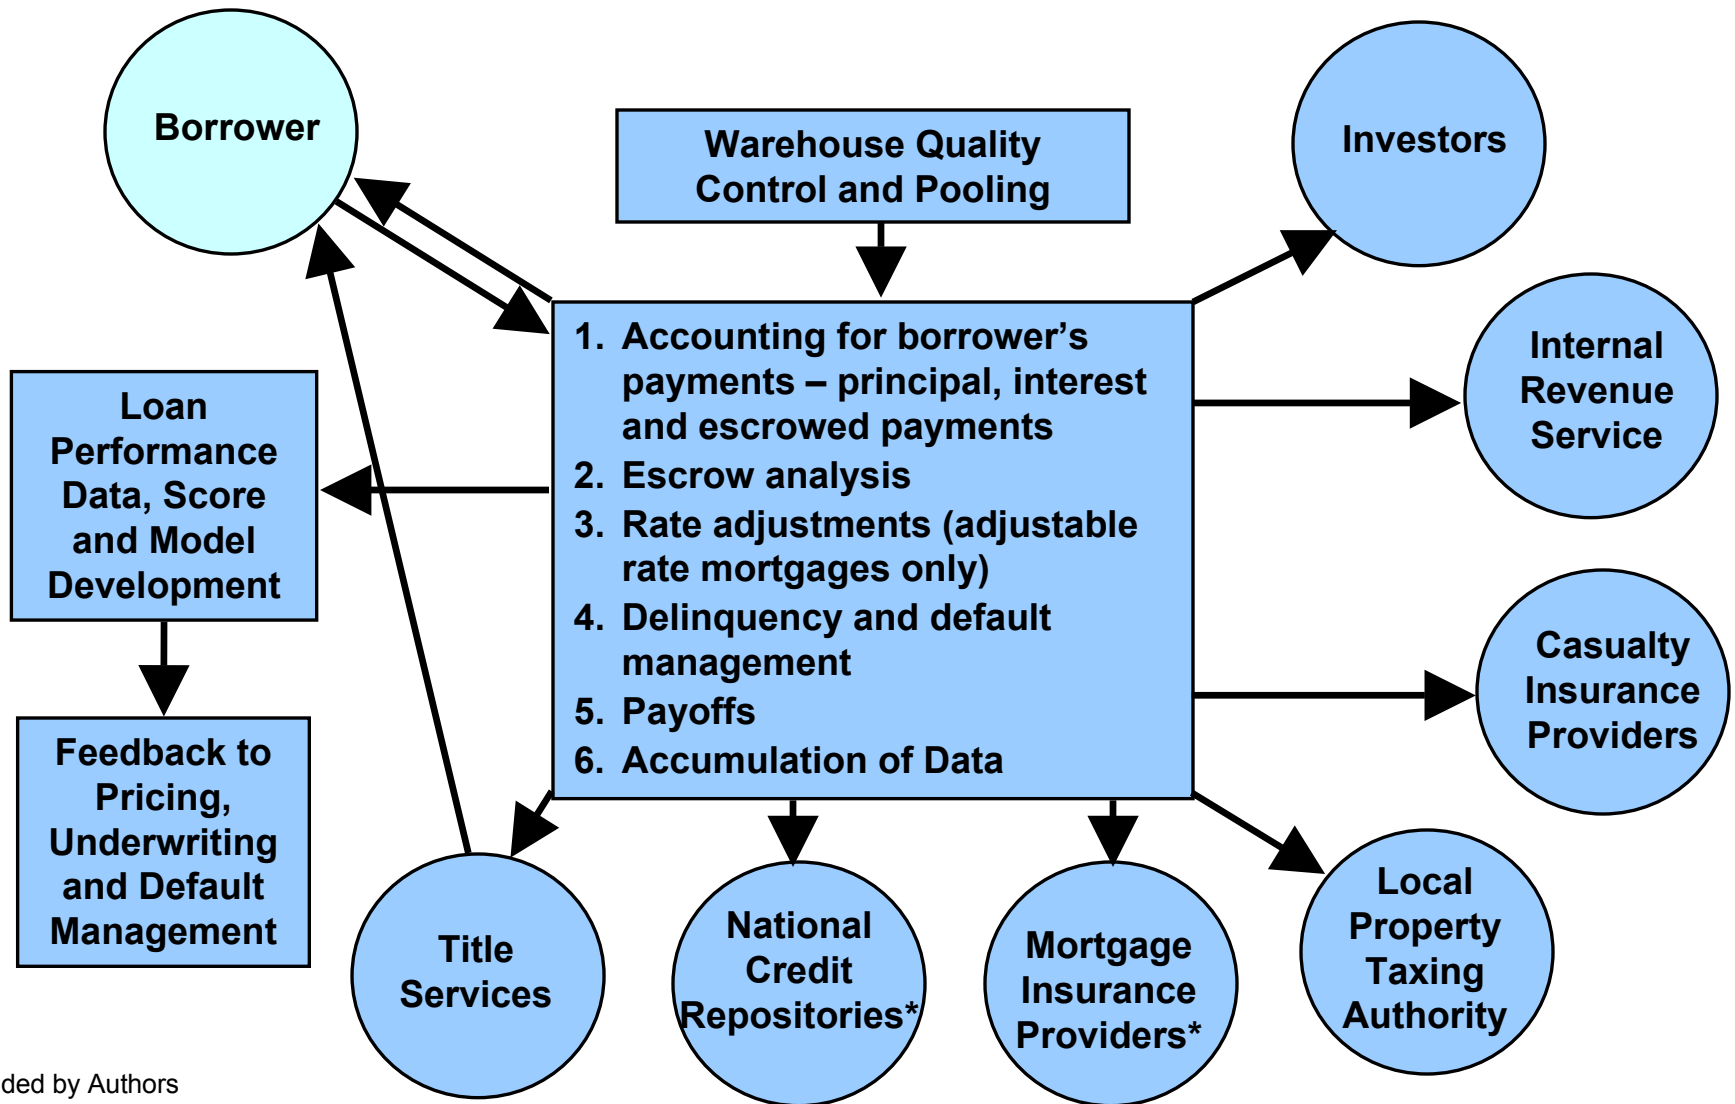 Borrower
Warehouse Quality
Control and Pooling
Investors
1. Accounting for borrower’s
payments – principal, interest
and escrowed payments
2. Escrow analysis
3. Rate adjustments (adjustable
rate mortgages only)
4. Delinquency and default
management
5. Payoffs
6. Accumulation of Data
Internal
Revenue
Service
Loan
Performance
Data, Score
and Model
Development
Casualty
Insurance
Providers
Feedback to
Pricing,
Underwriting
and Default
Management
Title
Services
National
Credit
Repositories*
Mortgage
Insurance
Providers*
Local
Property
Taxing
Authority
by Authors